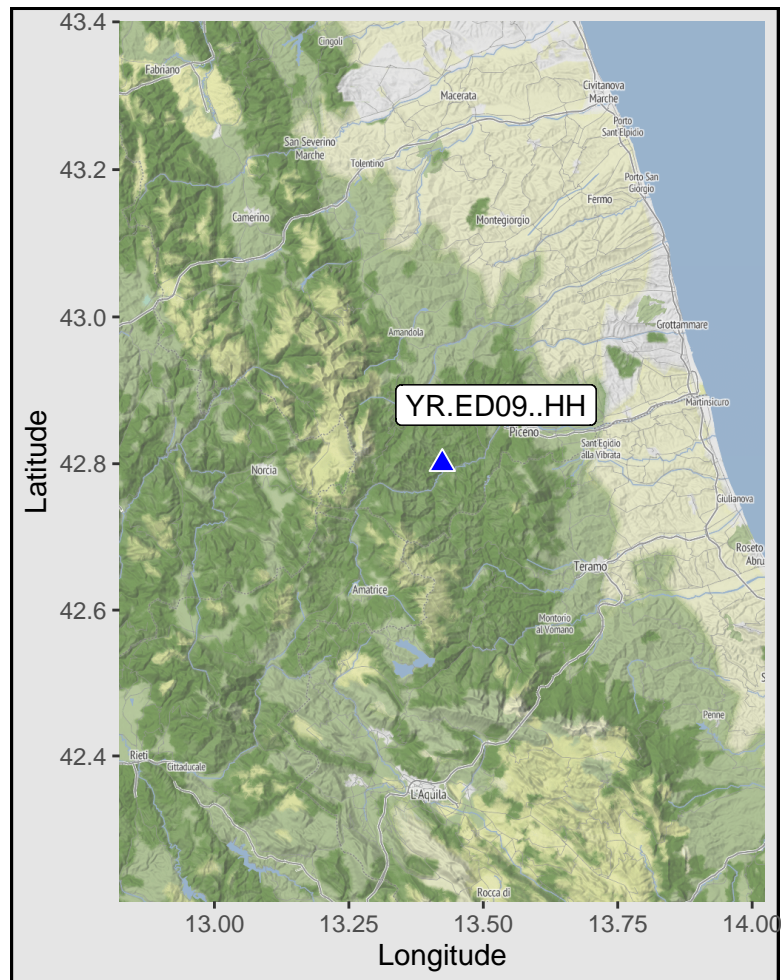 43.4
43.2
43.0
42.8
42.6
42.4
Latitude
Cingoli
Fabriano
Macerata
Civitanova
Marche
Porto
Sant Elpidio
San Severino
Marche
Tolentino
Porto San
Giorgio
Fermo
Camerino
Montegiorgio
Grottammare
Amandola
Martinsicuro
YR.ED09..HH
Piceno
Sant'Egidio
alla Vibrata
Norcia
Giulianova
Roseto
Abru
Teramo
Amatrice
Montorio
al Vomano
S
Penne
Rieti
Cittaducale
L'Aquila
Rocca di
13.00
13.25
13.50
13.75
14.00
Longitude